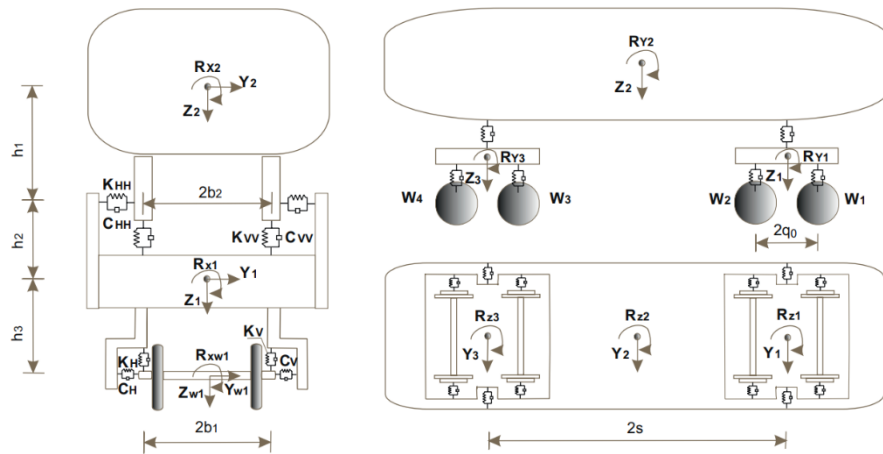 RX2
Y2
Z2
h1
KHH
2b2
CHH
KVV
CVV
h2
RX1
Y1
Z1
h3
KV
KH
RXW1
CV
CH
YW1
ZW1
2b1
RY2
Z2
RY3
Z3
RY1
Z1
W4
W3
W2
W1
2q0
Rz3
Y3
Rz2
Y2
Rz1
Y1
2s